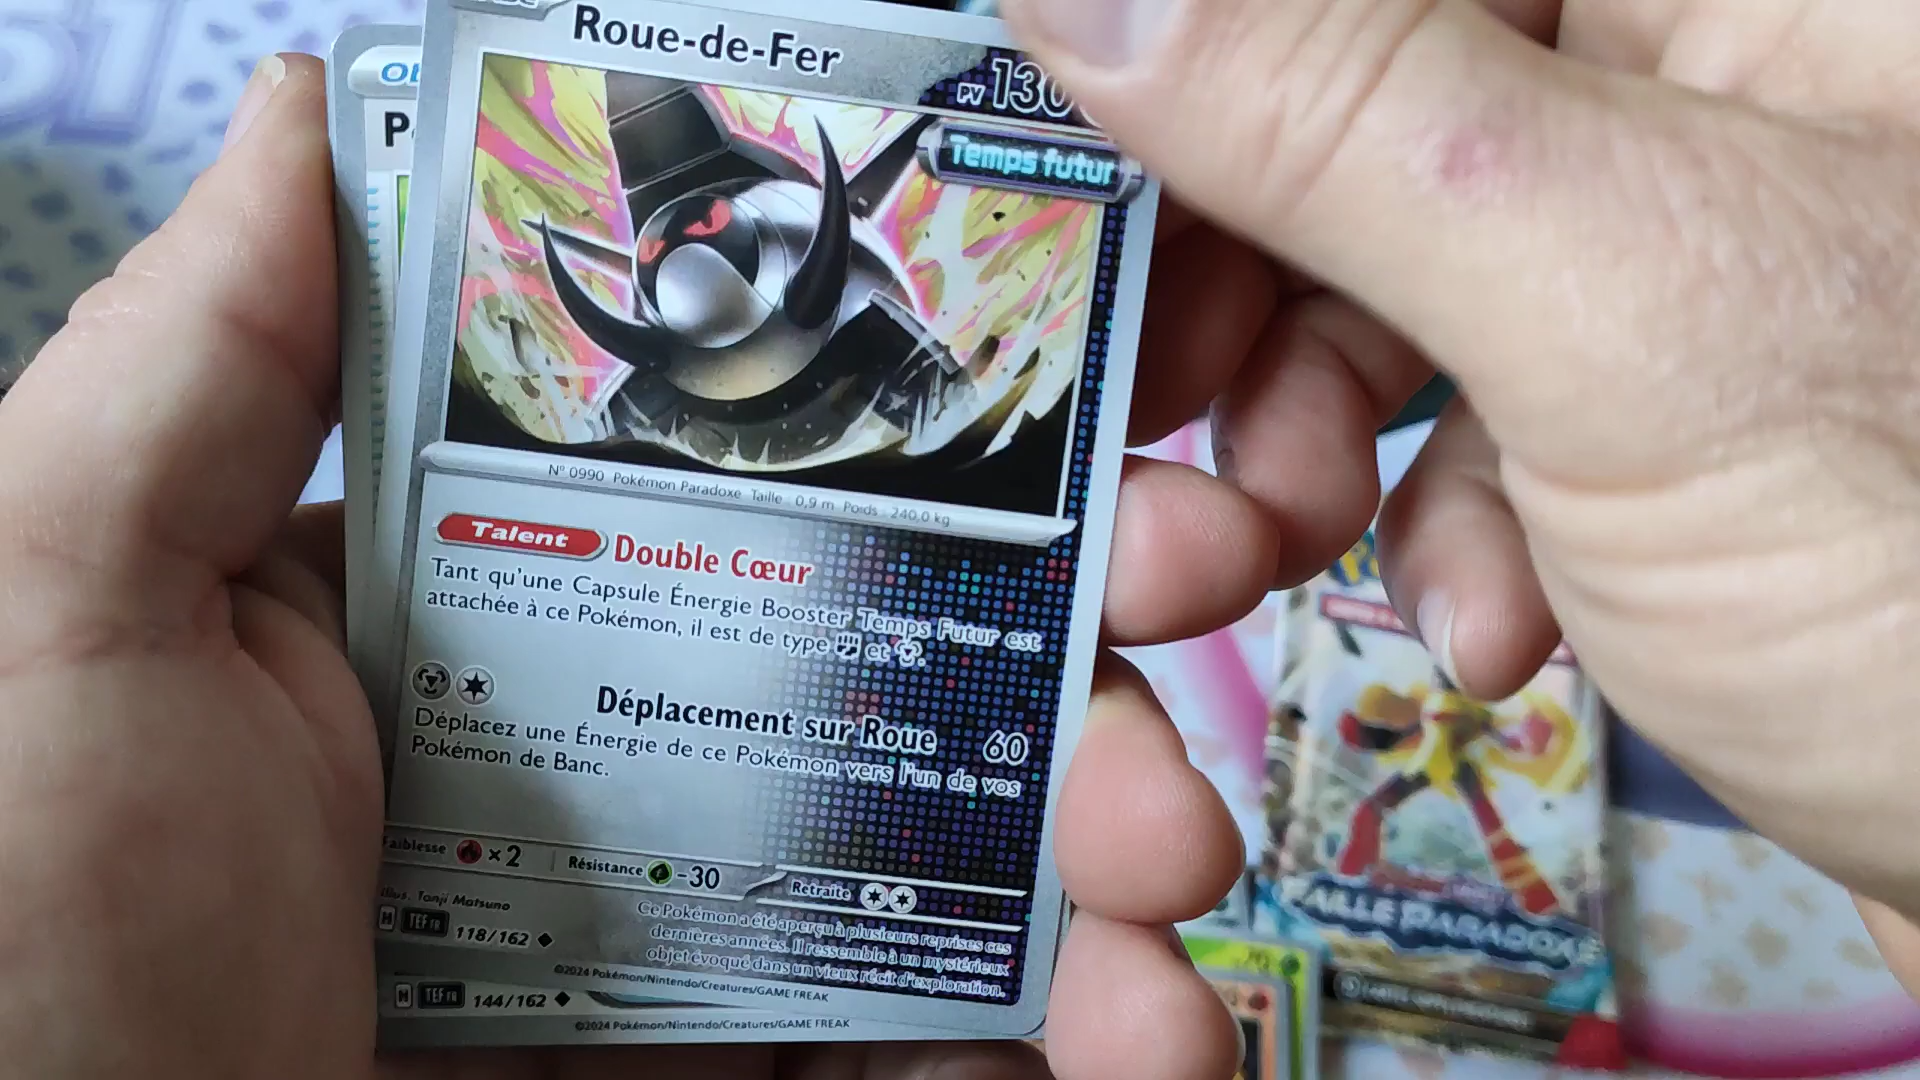 Roue-de-Fer
PV 130
Temps futur
N° 0990 Pokémon Paradoxe Taille : 0,9 m Poids : 240,0 kg
Talent Double Cœur
Tant qu'une Capsule Énergie Booster Temps Futur est
attachée à ce Pokémon, il est de type et .
Déplacement sur Roue 60
Déplacez une Énergie de ce Pokémon vers l'un de vos
Pokémon de Banc.
Faiblesse ×2 Résistance -30 Retraite
Illus. Tanji Matsuno
H TEF FR 118/162
Ce Pokémon a été aperçu à plusieurs reprises ces
dernières années. Il ressemble à un mystérieux
objet évoqué dans un vieux récit d'exploration.
©2024 Pokémon/Nintendo/Creatures/GAME FREAK
H TEF FR 144/162
©2024 Pokémon/Nintendo/Creatures/GAME FREAK
FAILLE PARADOXE
151
70